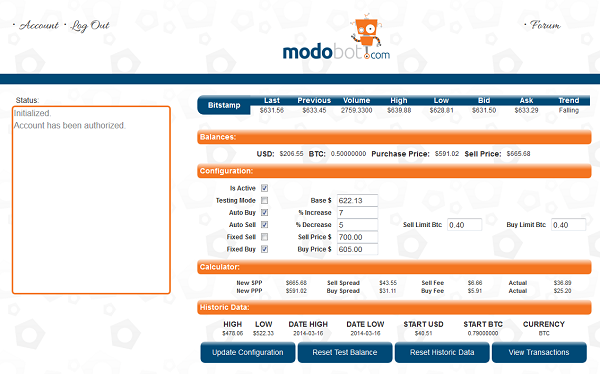 · Account · Log Out
· Forum
modobot.com
Status:
Initialized.
Account has been authorized.
Bitstamp Last Previous Volume High Low Bid Ask Trend
$631.56 $633.45 2759.3300 $639.88 $628.81 $631.50 $633.29 Falling
Balances:
USD: $206.55 BTC: 0.50000000 Purchase Price: $591.02 Sell Price: $665.68
Configuration:
Is Active
Testing Mode Base $ 622.13
Auto Buy % Increase 7
Auto Sell % Decrease 5 Sell Limit Btc 0.40 Buy Limit Btc 0.40
Fixed Sell Sell Price $ 700.00
Fixed Buy Buy Price $ 605.00
Calculator:
New SPP $665.68 Sell Spread $43.55 Sell Fee $6.66 Actual $36.89
New PPP $591.02 Buy Spread $31.11 Buy Fee $5.91 Actual $25.20
Historic Data:
HIGH LOW DATE HIGH DATE LOW START USD START BTC CURRENCY
$478.06 $522.33 2014-03-16 2014-03-16 $40.51 0.79000000 BTC
Update Configuration Reset Test Balance Reset Historic Data View Transactions